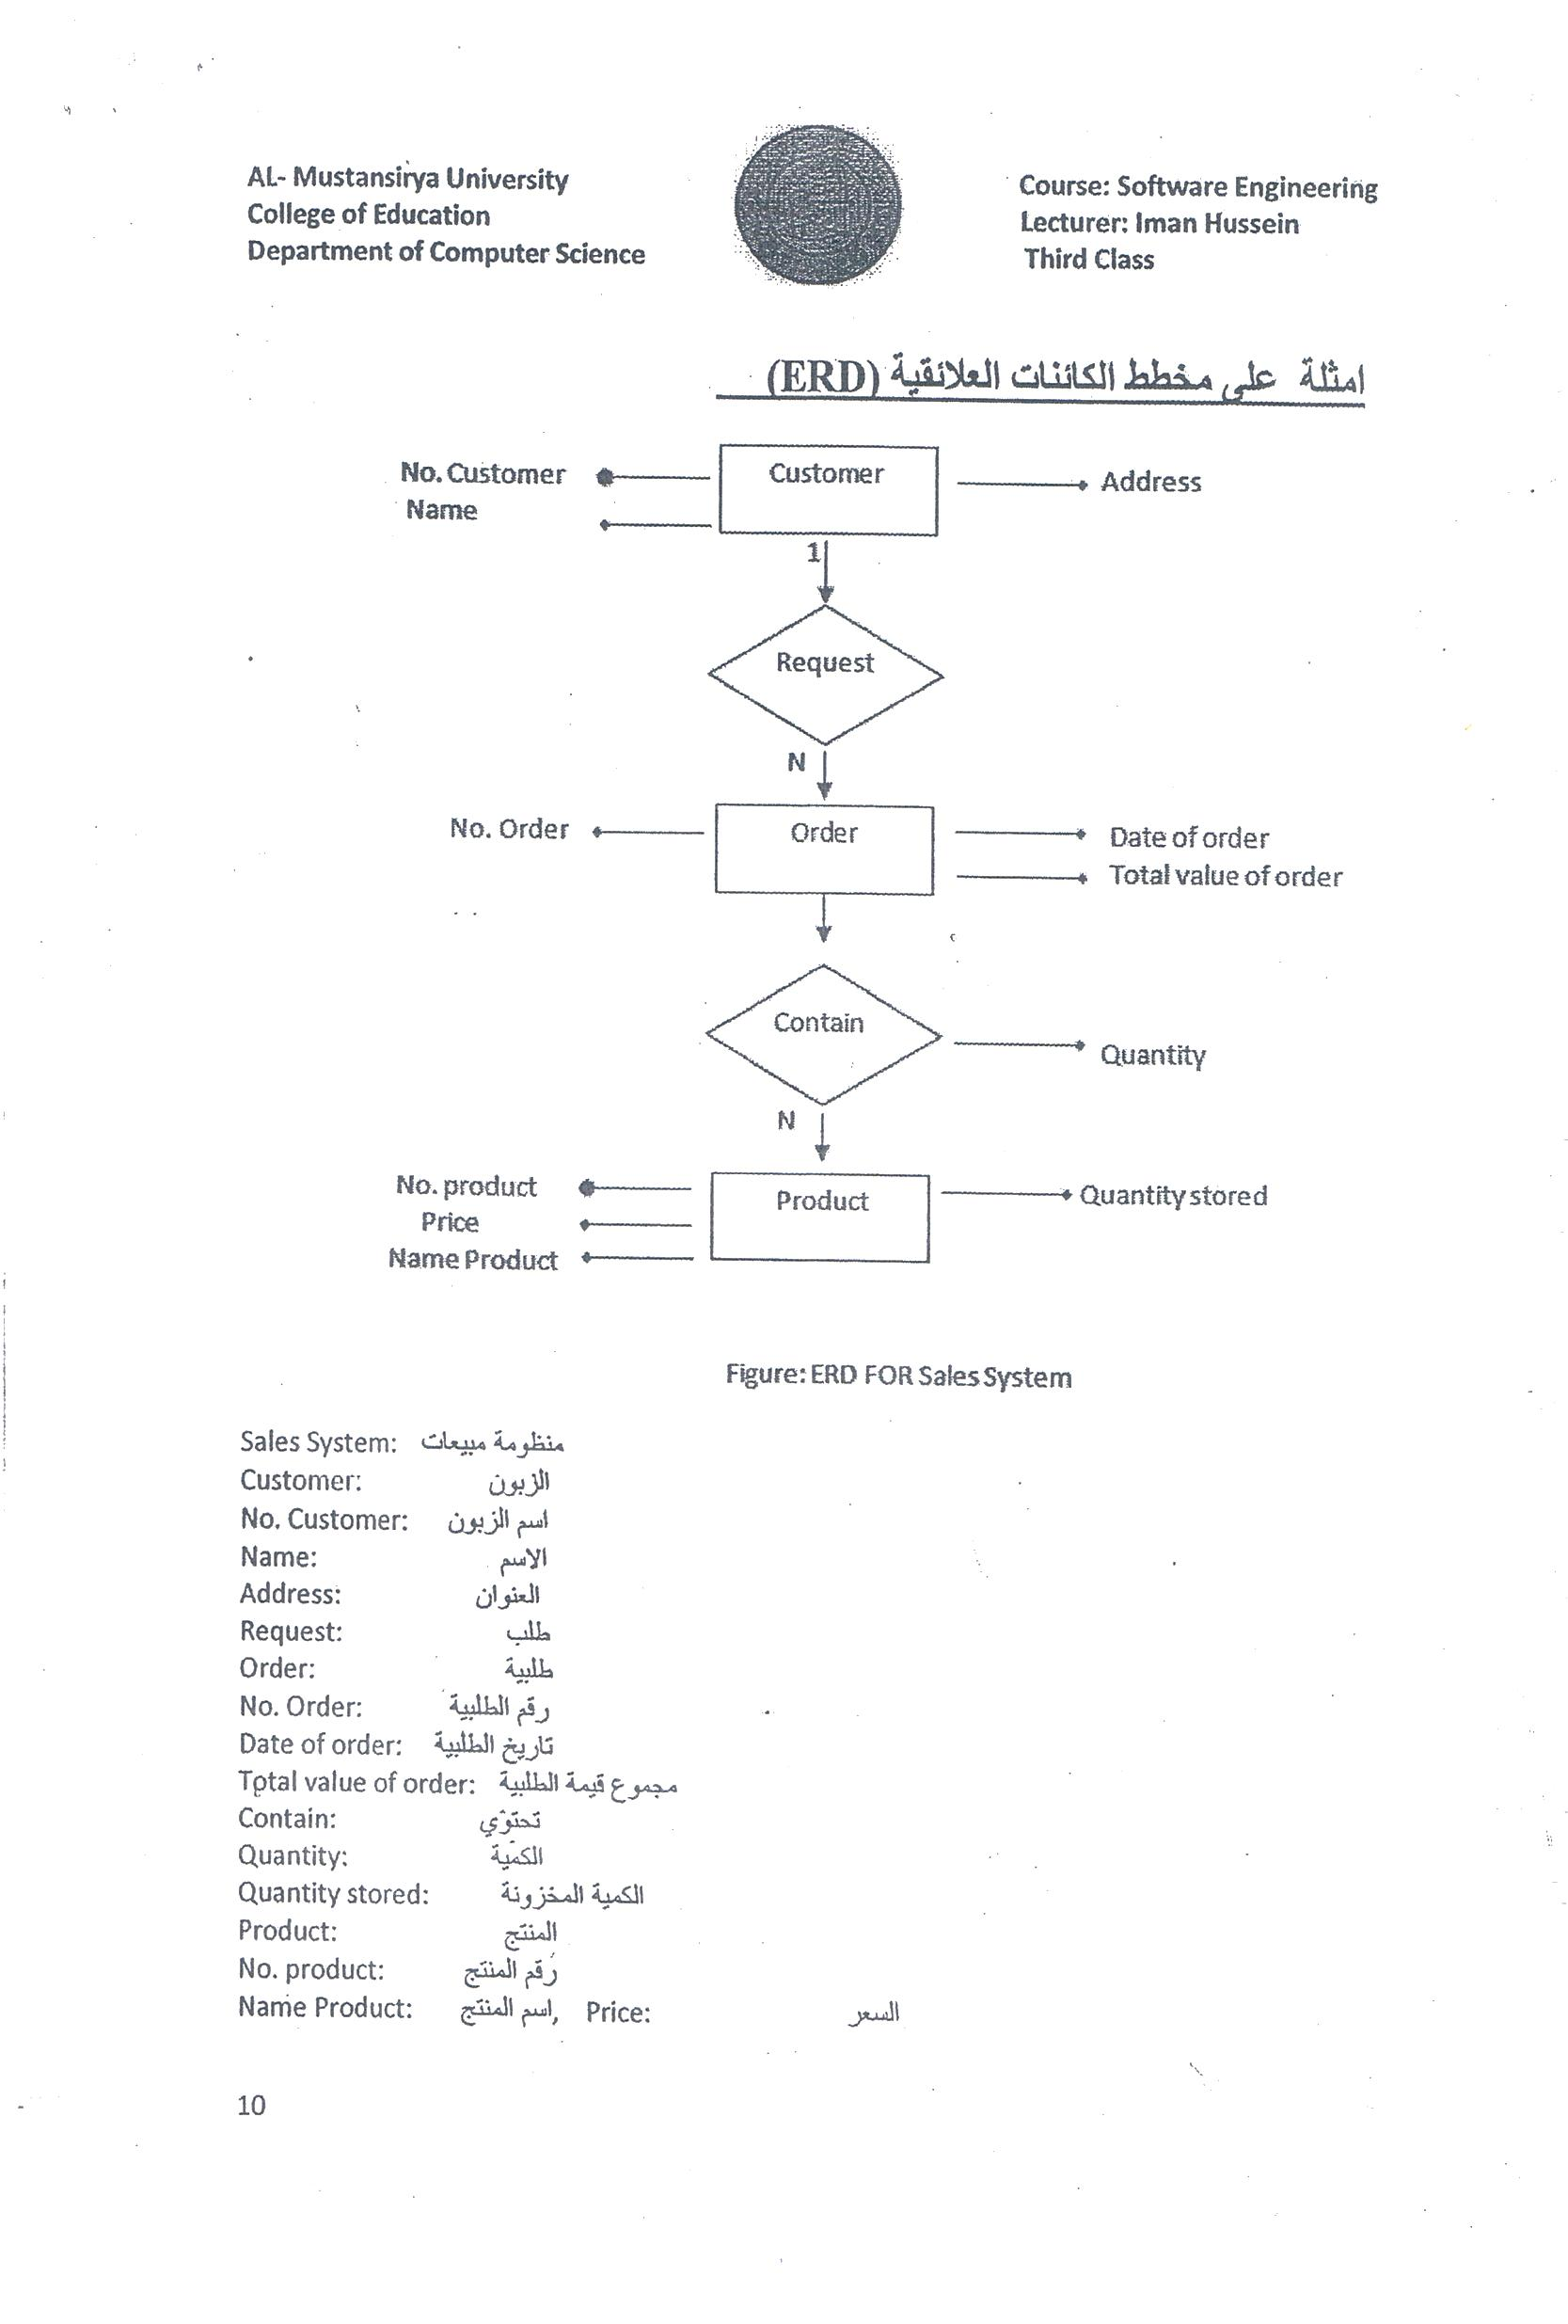 AL- Mustansirya University
College of Education
Department of Computer Science
Course: Software Engineering
Lecturer: Iman Hussein
Third Class
امثلة على مخطط الكائنات العلائقية (ERD)
No. Customer
Name
Customer
Address
1
Request
N
No. Order
Order
Date of order
Total value of order
Contain
Quantity
N
No. product
Price
Name Product
Product
Quantity stored
Figure: ERD FOR Sales System
Sales System: منظومة مبيعات
Customer: الزبون
No. Customer: اسم الزبون
Name: الاسم
Address: العنوان
Request: طلب
Order: طلبية
No. Order: رقم الطلبية
Date of order: تاريخ الطلبية
Total value of order: مجموع قيمة الطلبية
Contain: تحتوي
Quantity: الكمية
Quantity stored: الكمية المخزونة
Product: المنتج
No. product: رقم المنتج
Name Product: اسم المنتج, Price: السعر
10